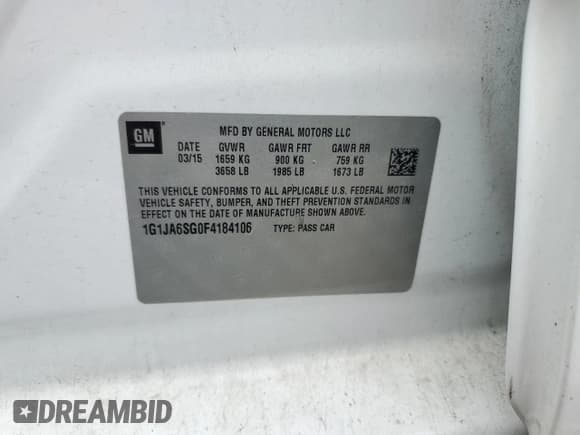 GM
MFD BY GENERAL MOTORS LLC
DATE GVWR GAWR FRT GAWR RR
03/15 1659 KG 900 KG 759 KG
3658 LB 1985 LB 1673 LB
THIS VEHICLE CONFORMS TO ALL APPLICABLE U.S. FEDERAL MOTOR
VEHICLE SAFETY, BUMPER, AND THEFT PREVENTION STANDARDS
IN EFFECT ON THE DATE OF MANUFACTURE SHOWN ABOVE.
1G1JA6SG0F4184106 TYPE: PASS CAR
DREAMBID